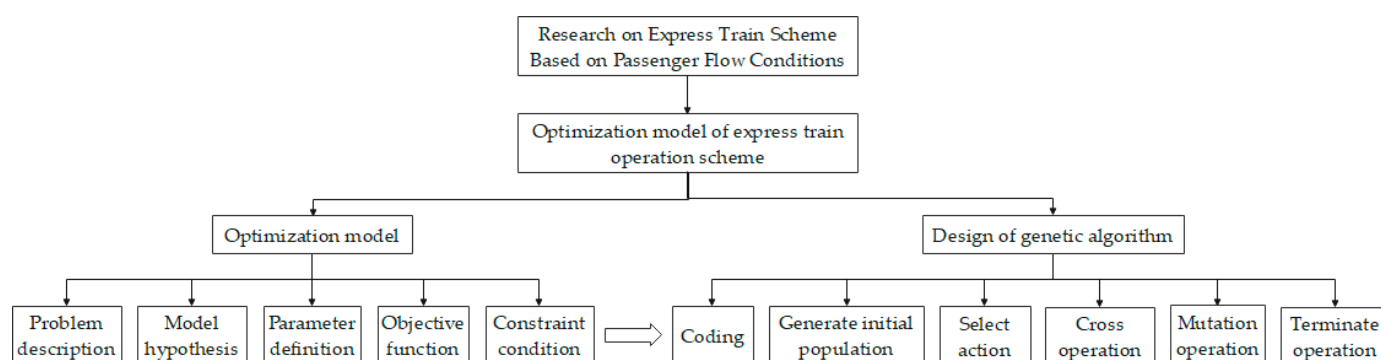 Research on Express Train Scheme
Based on Passenger Flow Conditions
Optimization model of express train
operation scheme
Optimization model
Design of genetic algorithm
Problem
description
Model
hypothesis
Parameter
definition
Objective
function
Constraint
condition
Coding
Generate initial
population
Select
action
Cross
operation
Mutation
operation
Terminate
operation